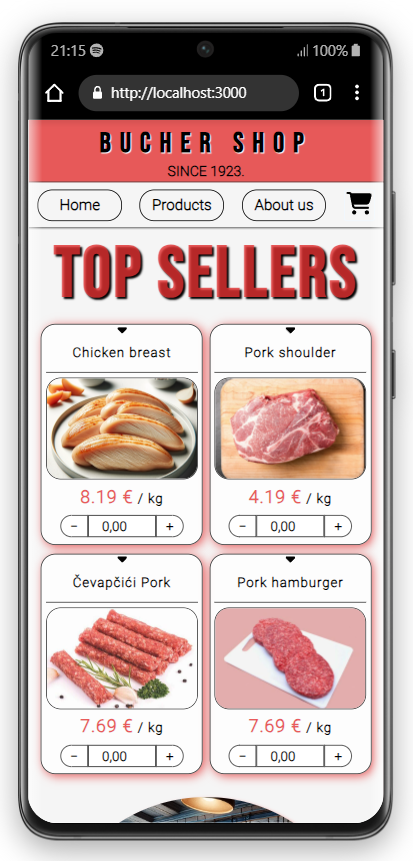 21:15 100%
http://localhost:3000 1
BUCHER SHOP
SINCE 1923.
Home Products About us
TOP SELLERS
Chicken breast Pork shoulder
8.19 € / kg 4.19 € / kg
− 0,00 + − 0,00 +
Čevapčići Pork Pork hamburger
7.69 € / kg 7.69 € / kg
− 0,00 + − 0,00 +